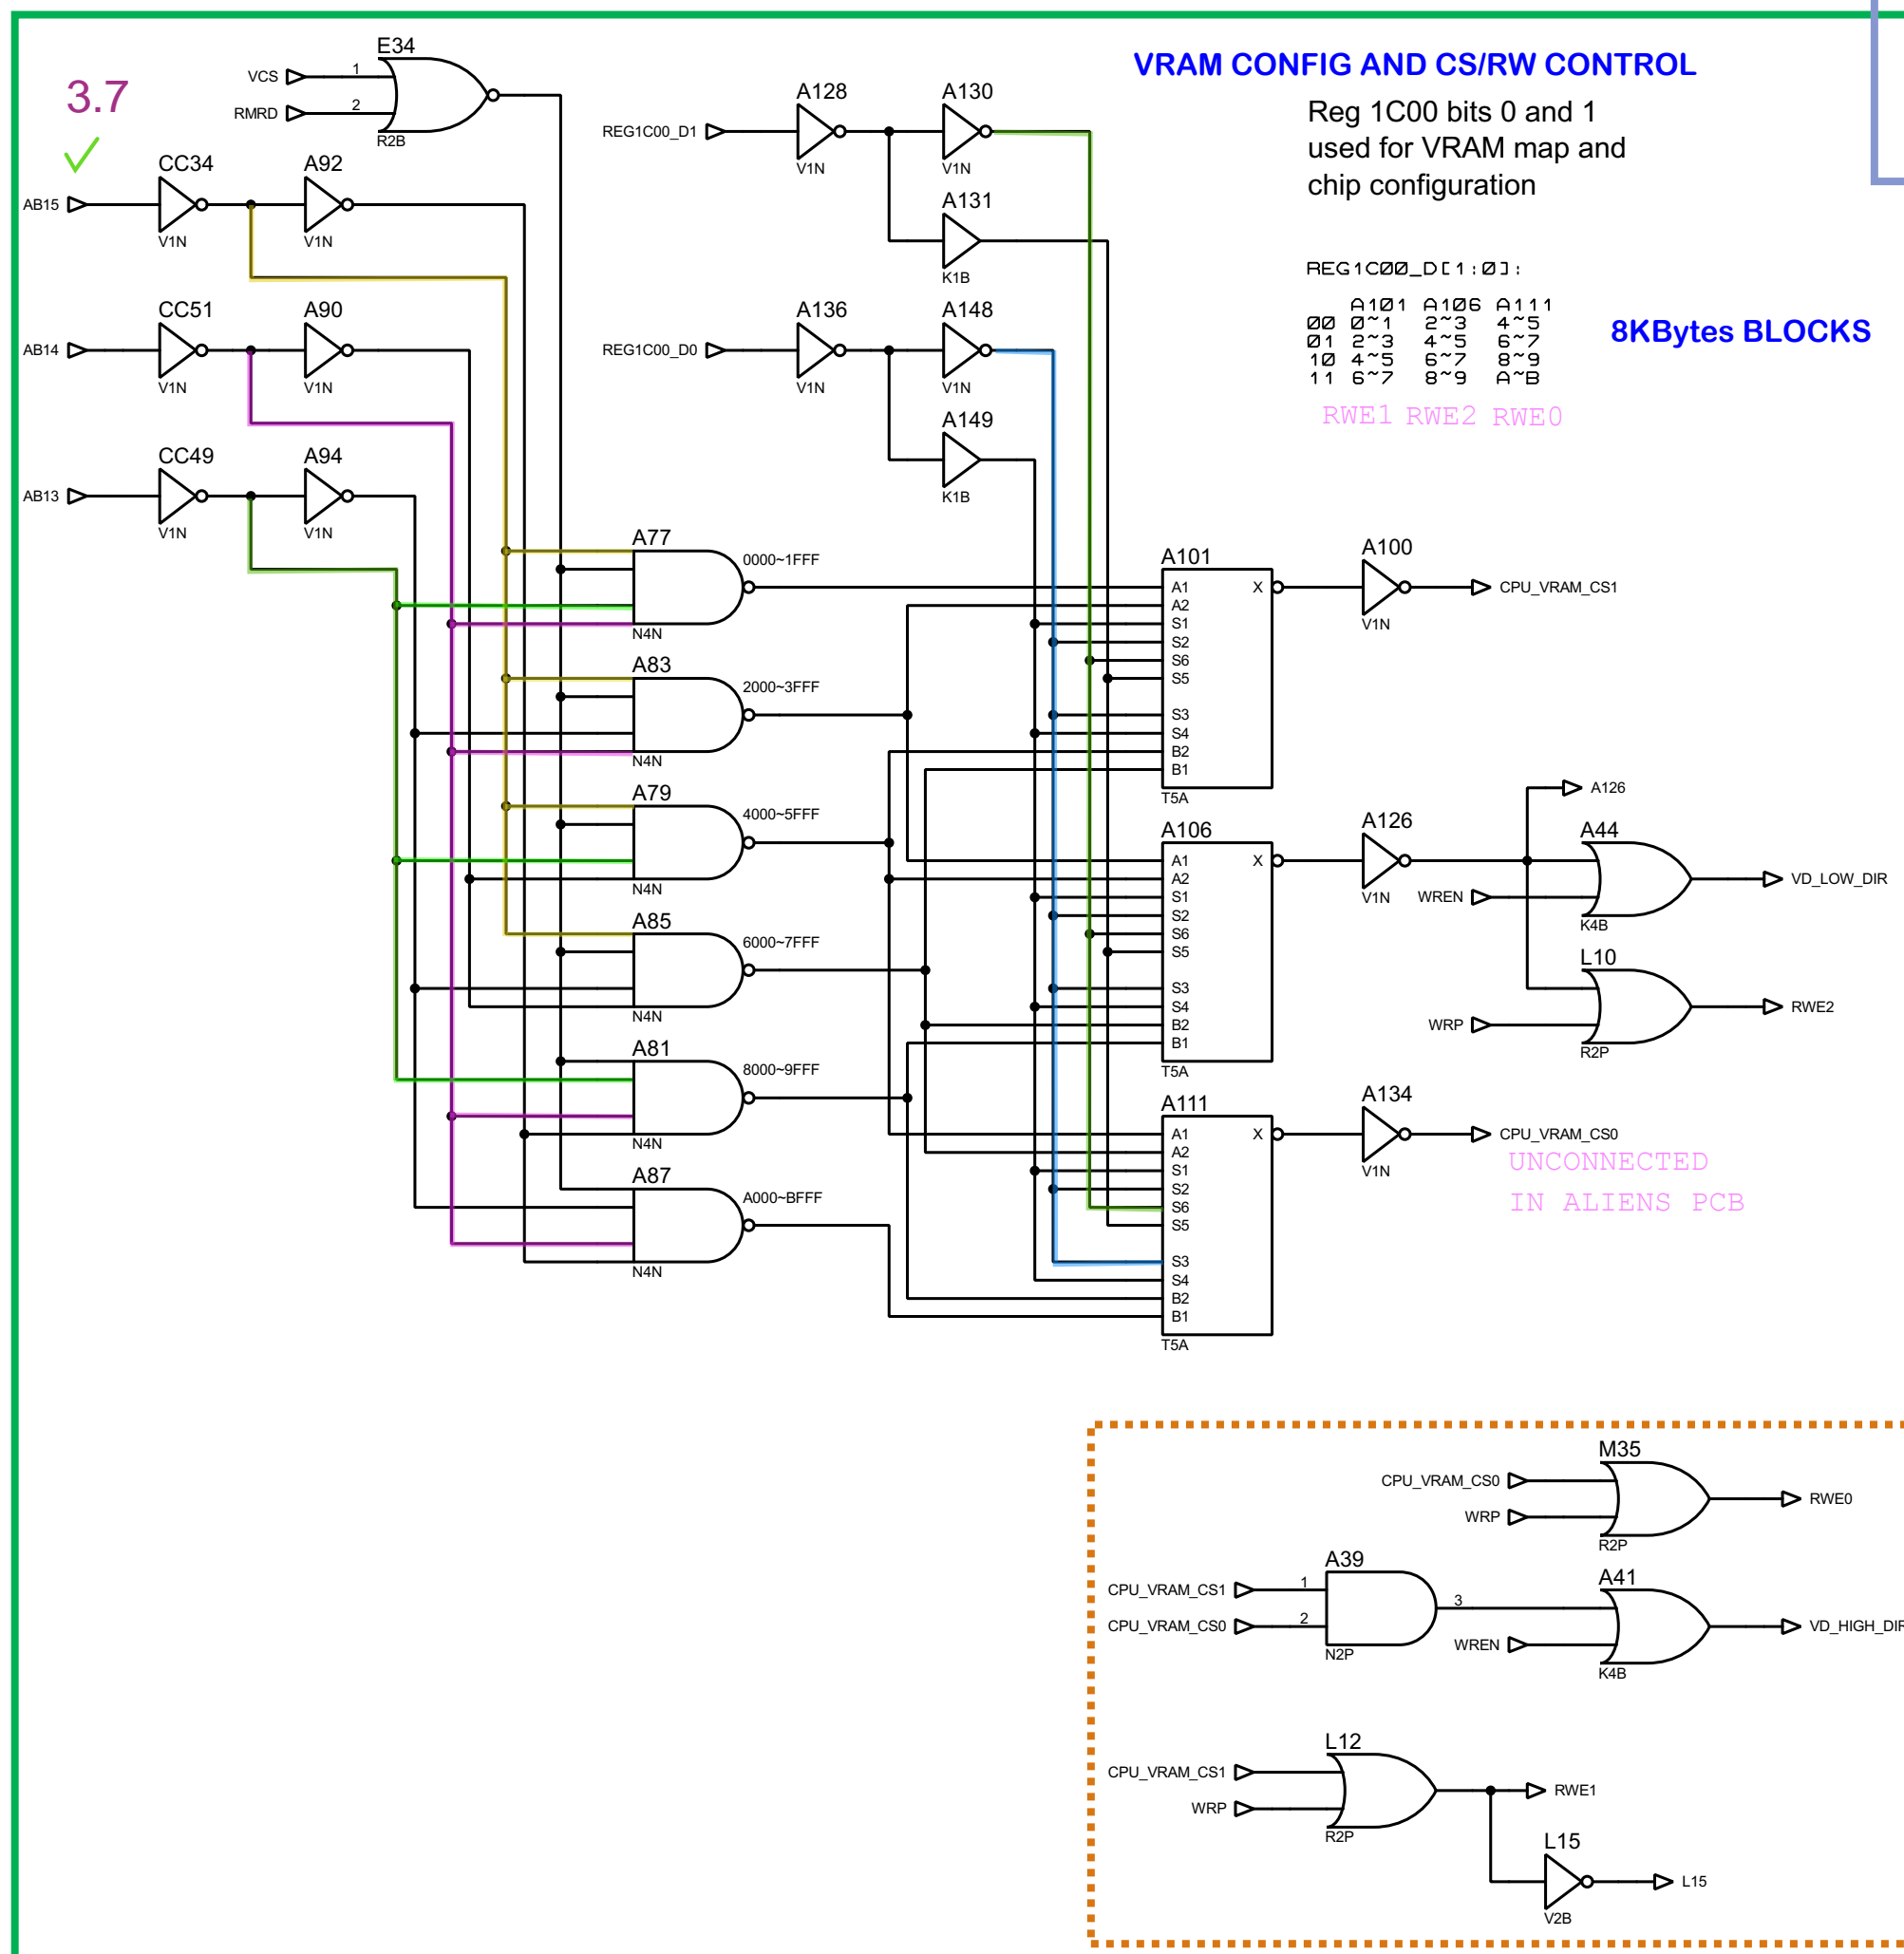 3.7
E34
VCS
1
RMRD
2
R2B
VRAM CONFIG AND CS/RW CONTROL
Reg 1C00 bits 0 and 1
used for VRAM map and
chip configuration
A128
A130
REG1C00_D1
V1N
V1N
A131
K1B
CC34
A92
AB15
V1N
V1N
REG1C00_D[1:0]:
A101 A106 A111
00 0~1 2~3 4~5
01 2~3 4~5 6~7
10 4~5 6~7 8~9
11 6~7 8~9 A~B
RWE1 RWE2 RWE0
8KBytes BLOCKS
CC51
A90
AB14
V1N
V1N
A136
A148
REG1C00_D0
V1N
V1N
A149
K1B
CC49
A94
AB13
V1N
V1N
A77
0000~1FFF
N4N
A83
2000~3FFF
N4N
A79
4000~5FFF
N4N
A85
6000~7FFF
N4N
A81
8000~9FFF
N4N
A87
A000~BFFF
N4N
A101
A1
X
A2
S1
S2
S6
S5
S3
S4
B2
B1
T5A
A100
V1N
CPU_VRAM_CS1
A106
A1
X
A2
S1
S2
S6
S5
S3
S4
B2
B1
T5A
A126
V1N
A126
A44
WREN
K4B
VD_LOW_DIR
L10
WRP
R2P
RWE2
A111
A1
X
A2
S1
S2
S6
S5
S3
S4
B2
B1
T5A
A134
V1N
CPU_VRAM_CS0
UNCONNECTED
IN ALIENS PCB
M35
CPU_VRAM_CS0
WRP
R2P
RWE0
A39
CPU_VRAM_CS1
1
CPU_VRAM_CS0
2
3
N2P
A41
WREN
K4B
VD_HIGH_DIR
L12
CPU_VRAM_CS1
WRP
R2P
RWE1
L15
V2B
L15